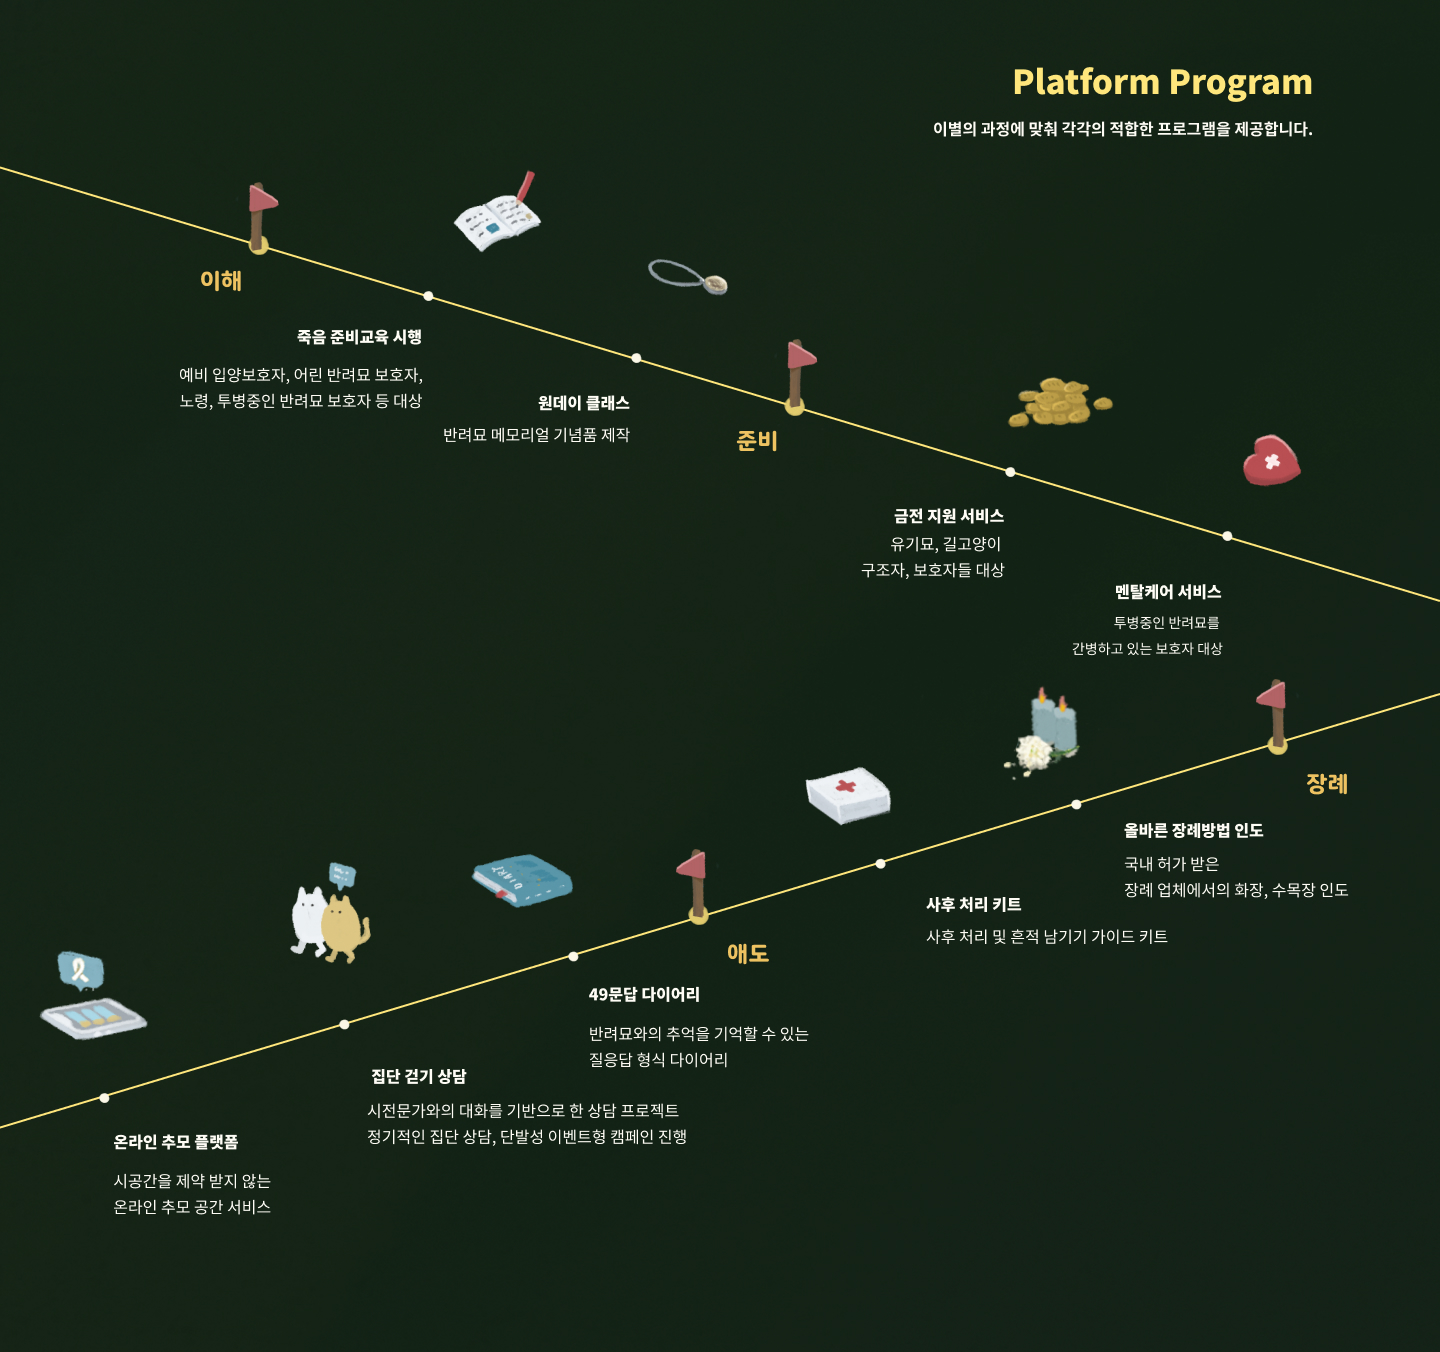 Platform Program
이별의 과정에 맞춰 각각의 적합한 프로그램을 제공합니다.
이해
죽음 준비교육 시행
예비 입양보호자, 어린 반려묘 보호자,
노령, 투병중인 반려묘 보호자 등 대상
원데이 클래스
반려묘 메모리얼 기념품 제작
준비
금전 지원 서비스
유기묘, 길고양이
구조자, 보호자들 대상
멘탈케어 서비스
투병중인 반려묘를
간병하고 있는 보호자 대상
장례
올바른 장례방법 인도
국내 허가 받은
장례 업체에서의 화장, 수목장 인도
사후 처리 키트
사후 처리 및 흔적 남기기 가이드 키트
애도
DIARY
49문답 다이어리
반려묘와의 추억을 기억할 수 있는
질응답 형식 다이어리
집단 걷기 상담
시전문가와의 대화를 기반으로 한 상담 프로젝트
정기적인 집단 상담, 단발성 이벤트형 캠페인 진행
온라인 추모 플랫폼
시공간을 제약 받지 않는
온라인 추모 공간 서비스